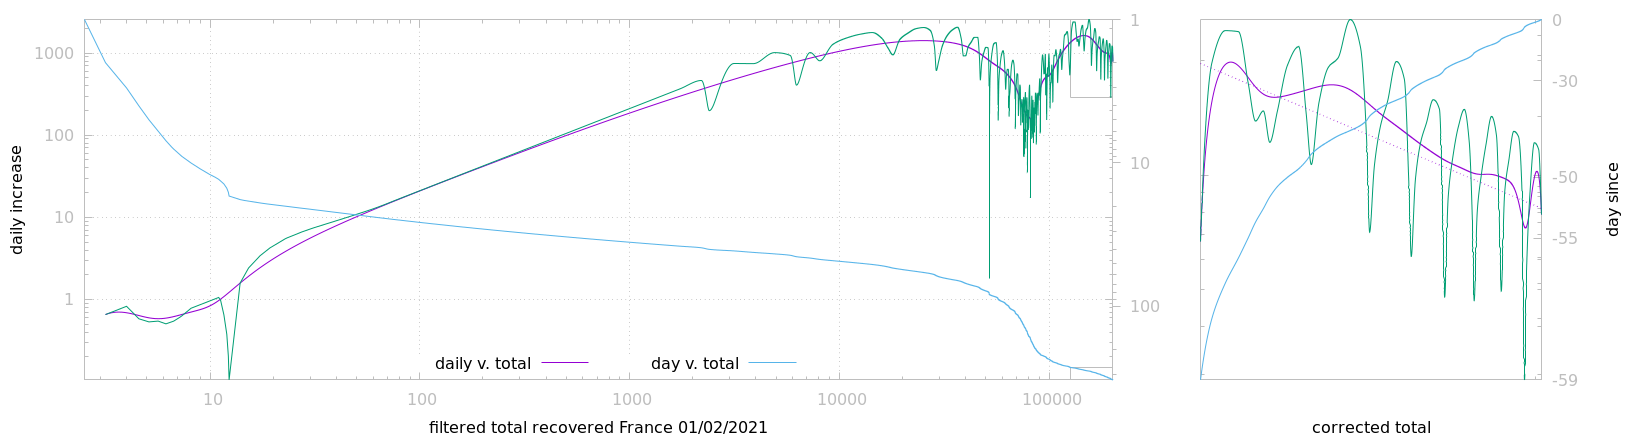 daily increase
1000
100
10
1
10
100
1000
10000
100000
1
10
100
daily v. total
day v. total
filtered total recovered France 01/02/2021
0
-30
-50
-55
-59
day since
corrected total